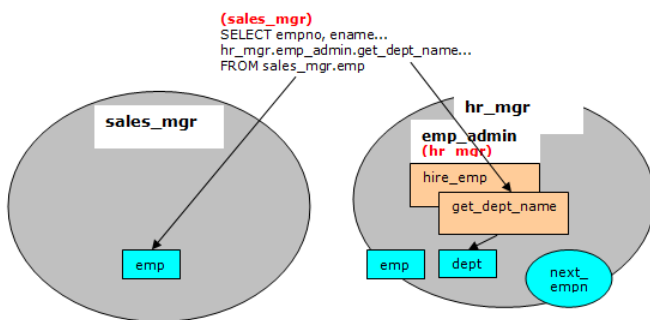 (sales_mgr)
SELECT empno, ename...
hr_mgr.emp_admin.get_dept_name...
FROM sales_mgr.emp
sales_mgr
hr_mgr
emp_admin
(hr_mgr)
hire_emp
get_dept_name
emp
emp
dept
next_
empn